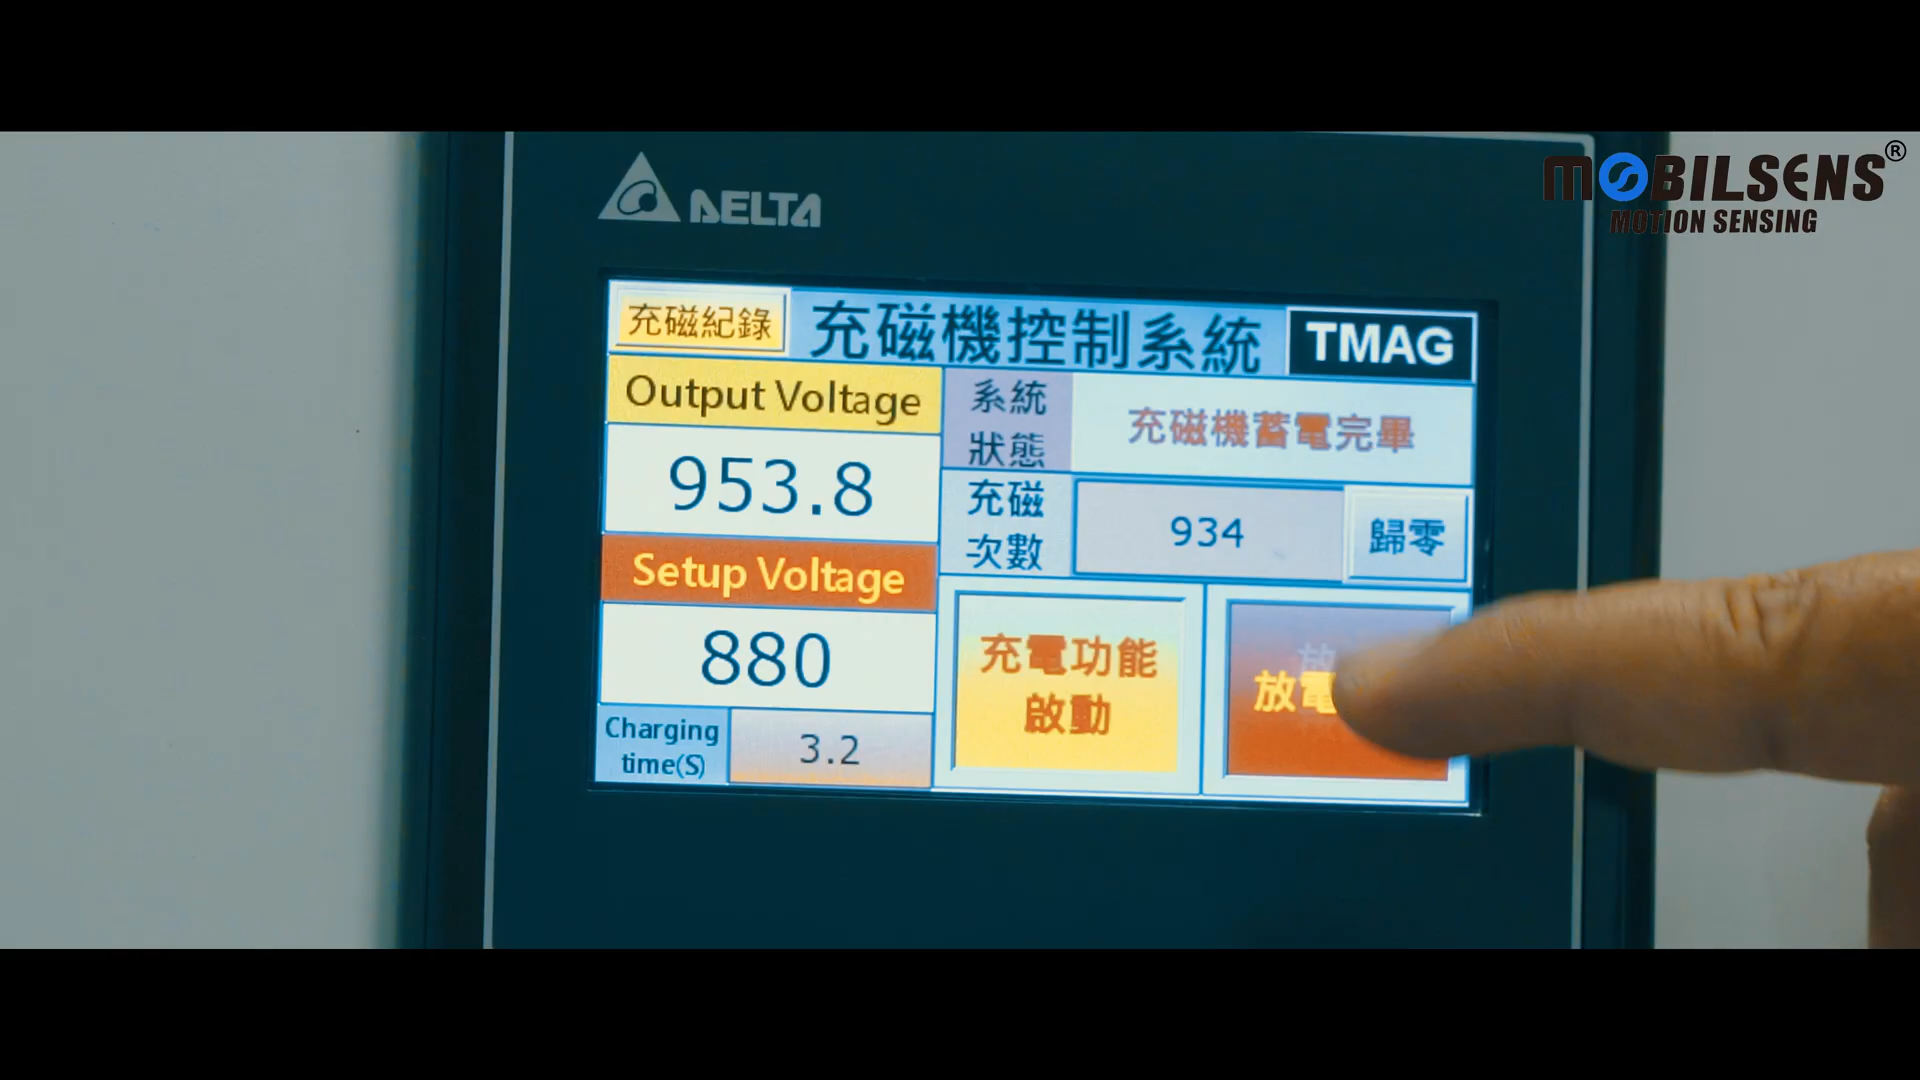 MOBILSENS®
MOTION SENSING
DELTA
充磁紀錄
充磁機控制系統
TMAG
Output Voltage
953.8
Setup Voltage
880
Charging
time(S)
3.2
系統
狀態
充磁機蓄電完畢
充磁
次數
934
歸零
充電功能
啟動
放電